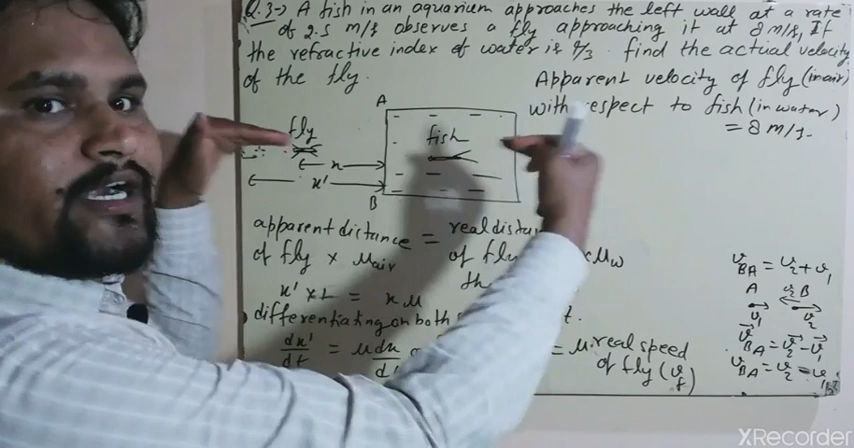 Q.3-> A fish in an aquarium approaches the left wall at a rate
of 2.5 m/s observes a fly approaching it at 8 m/s, If
the refractive index of water is 4/3. find the actual velocity
of the fly.
Apparent velocity of fly (in air)
with respect to fish (in water)
= 8 m/s.
A
fly
fish
x
x'
B
apparent distance = real
of fly × μair of fly μw
x' × 1 = x μ
differentiating on both t.
dx'/dt = μ dx = μ real speed
of fly (vf)
vBA = v2 + v1
A v2 B
v1 v2
vBA = v2 - v1
vBA = v2 -
XRecorder